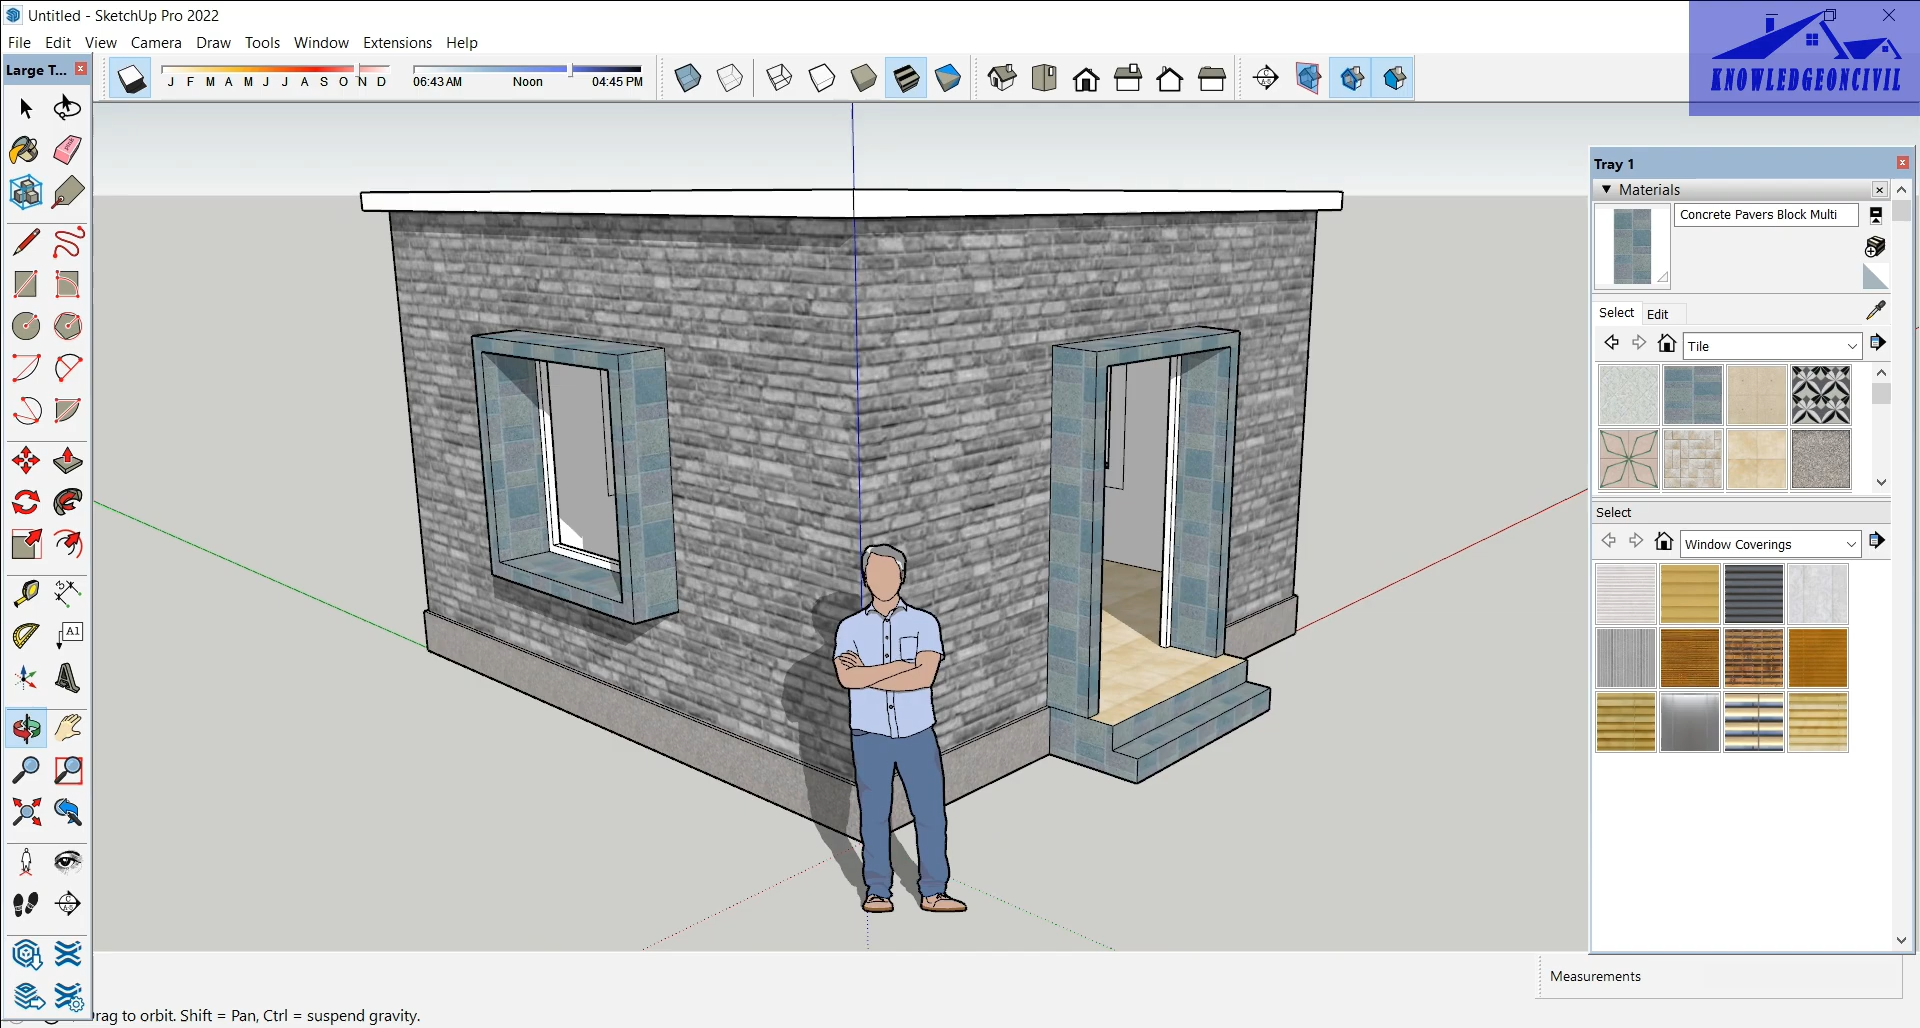 Untitled - SketchUp Pro 2022
File Edit View Camera Draw Tools Window Extensions Help
KNOWLEDGEONCIVIL
Large T...
J F M A M J J A S O N D
06:43 AM Noon 04:45 PM
Tray 1
Materials
Concrete Pavers Block Multi
Select Edit
Tile
Select
Window Coverings
A1
Measurements
rag to orbit. Shift = Pan, Ctrl = suspend gravity.